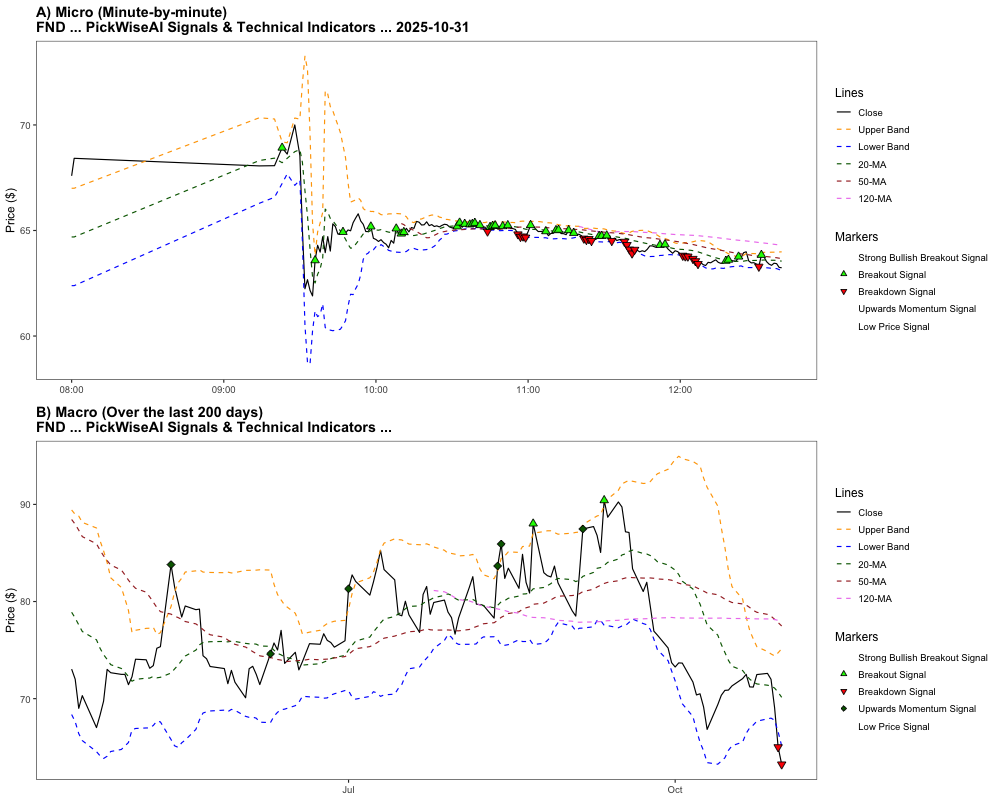 A) Micro (Minute-by-minute)
FND ... PickWiseAI Signals & Technical Indicators ... 2025-10-31
Price ($)
70
65
60
08:00
09:00
10:00
11:00
12:00
Lines
Close
Upper Band
Lower Band
20-MA
50-MA
120-MA
Markers
Strong Bullish Breakout Signal
Breakout Signal
Breakdown Signal
Upwards Momentum Signal
Low Price Signal
B) Macro (Over the last 200 days)
FND ... PickWiseAI Signals & Technical Indicators ...
Price ($)
90
80
70
Jul
Oct
Lines
Close
Upper Band
Lower Band
20-MA
50-MA
120-MA
Markers
Strong Bullish Breakout Signal
Breakout Signal
Breakdown Signal
Upwards Momentum Signal
Low Price Signal